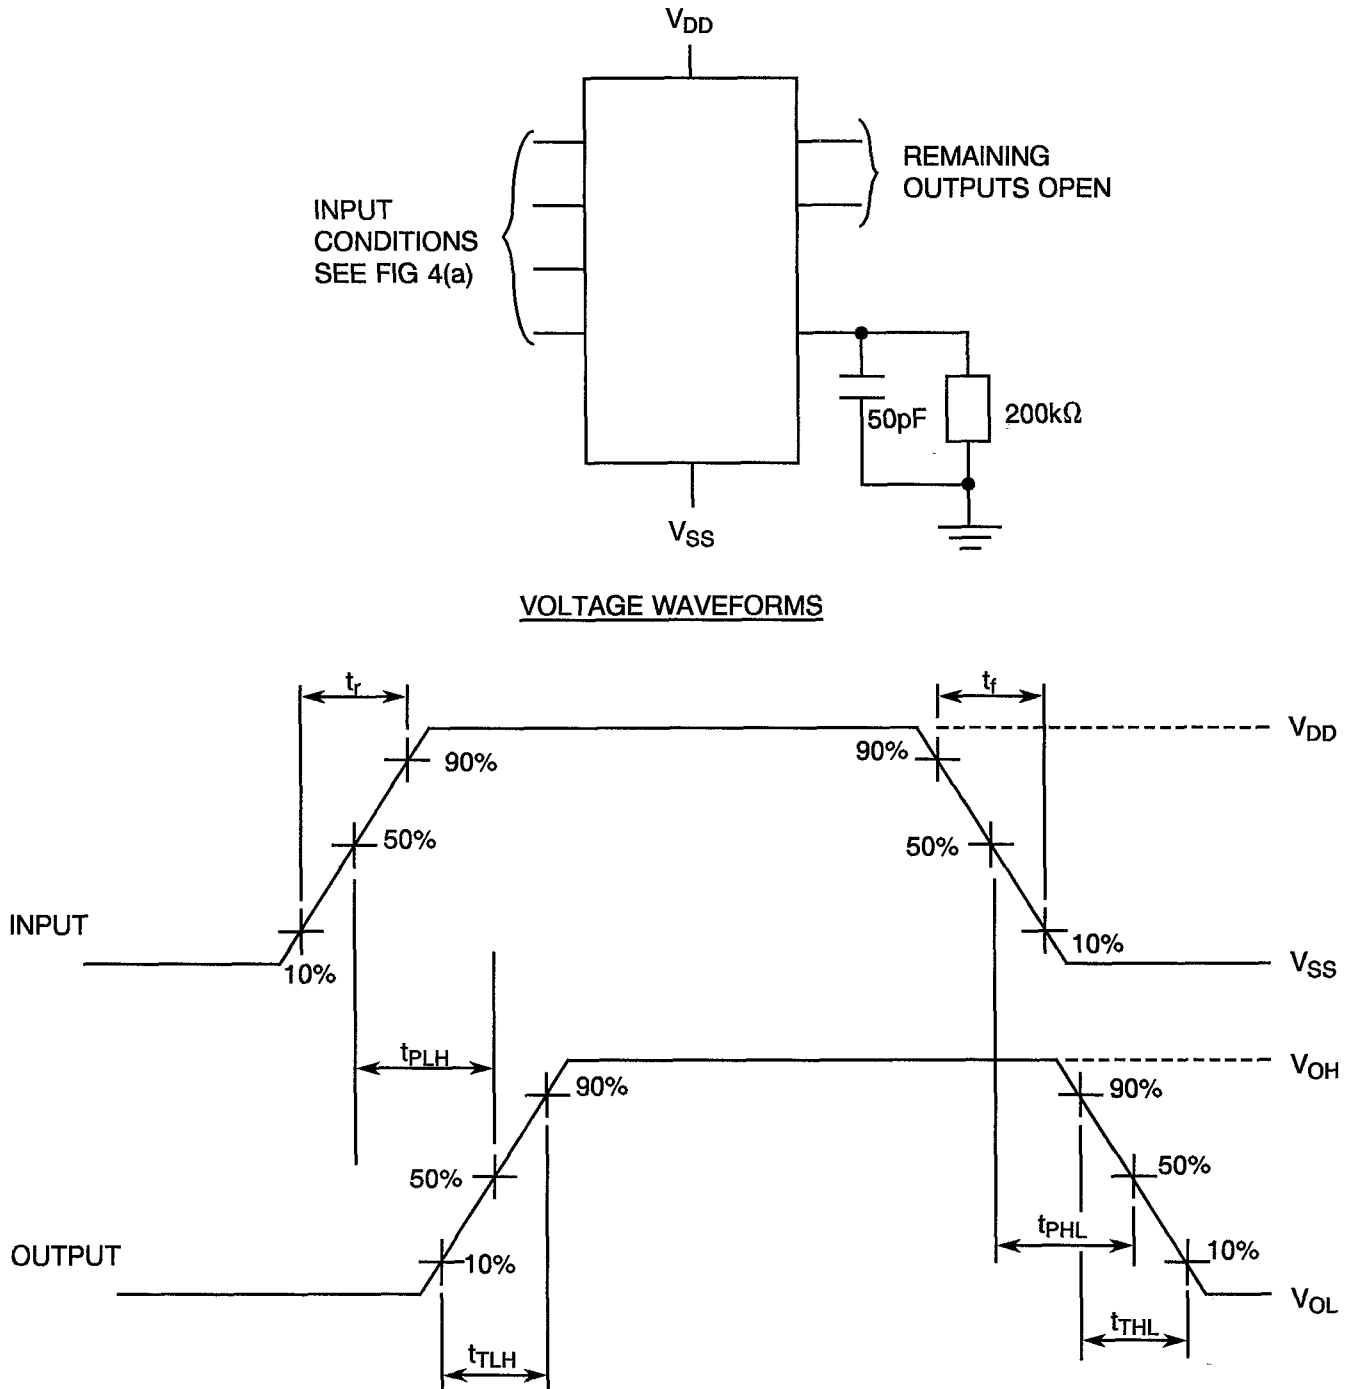 VDD
REMAINING
OUTPUTS OPEN
INPUT
CONDITIONS
SEE FIG 4(a)
50pF
200kΩ
VSS
VOLTAGE WAVEFORMS
tr
tf
VDD
90%
90%
50%
50%
INPUT
10%
10%
VSS
tPLH
VOH
90%
90%
50%
50%
tPHL
OUTPUT
10%
10%
VOL
tTHL
tTLH